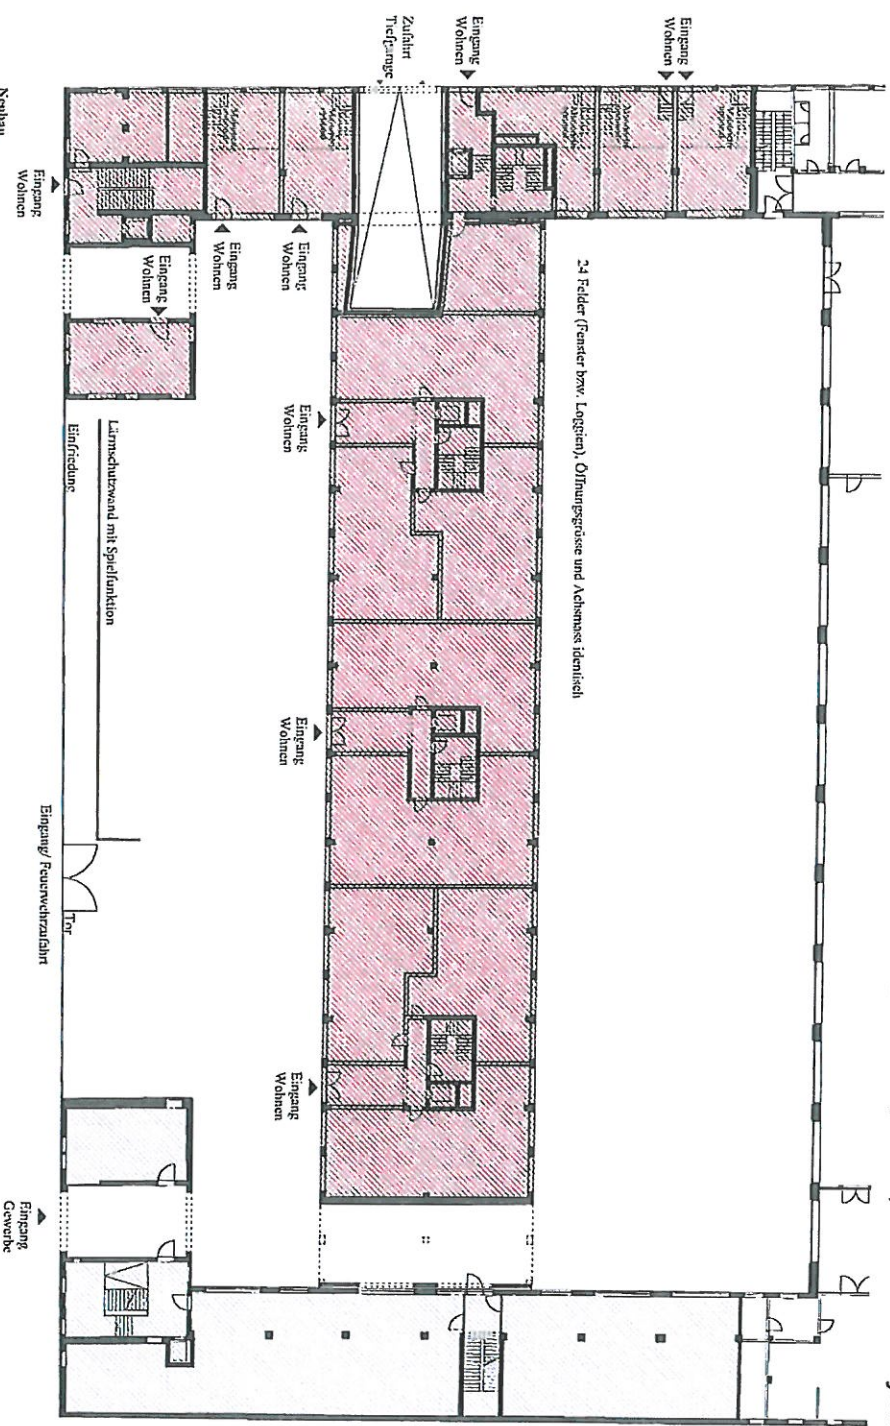 Zufahrt
Tiefgarage
Eingang
Wohnen
Eingang
Wohnen
Neubau
Eingang
Wohnen
Eingang
Wohnen
Eingang
Wohnen
Eingang
Wohnen
24 Felder (Fenster bzw. Loggien), Öffnungsgrösse und Achsmass identisch
Eingang
Wohnen
Lärmschutzwand mit Spielfunktion
Einfriedung
Eingang
Wohnen
Eingang/ Feuerwehrzufahrt
Tor
Eingang
Wohnen
Eingang
Gewerbe